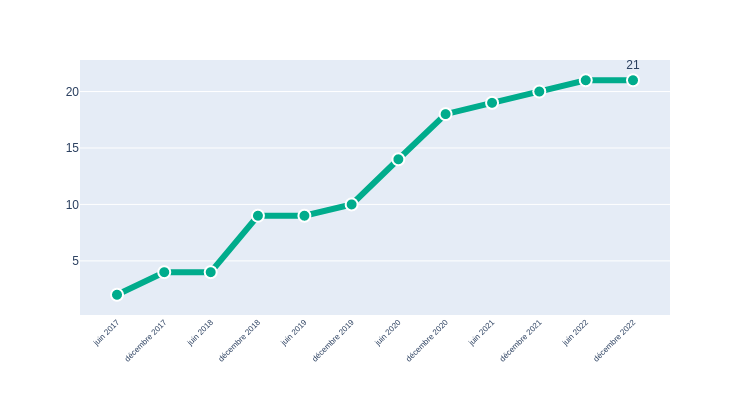 21
20
15
10
5
juin 2017
décembre 2017
juin 2018
décembre 2018
juin 2019
décembre 2019
juin 2020
décembre 2020
juin 2021
décembre 2021
juin 2022
décembre 2022